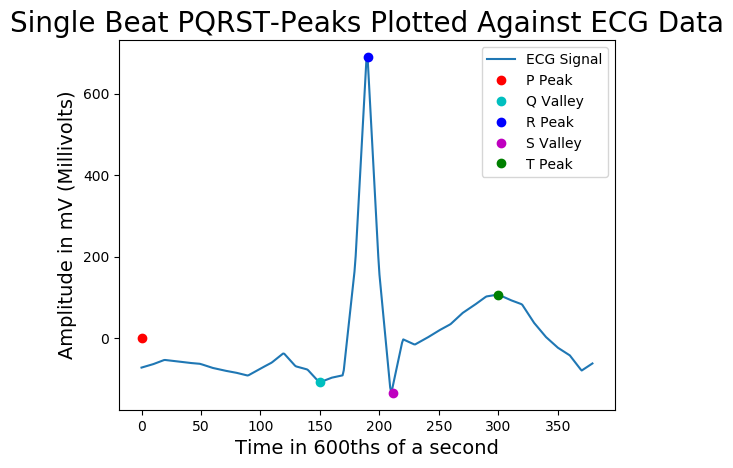 Single Beat PQRST-Peaks Plotted Against ECG Data
Amplitude in mV (Millivolts)
600
400
200
0
ECG Signal
P Peak
Q Valley
R Peak
S Valley
T Peak
0 50 100 150 200 250 300 350
Time in 600ths of a second